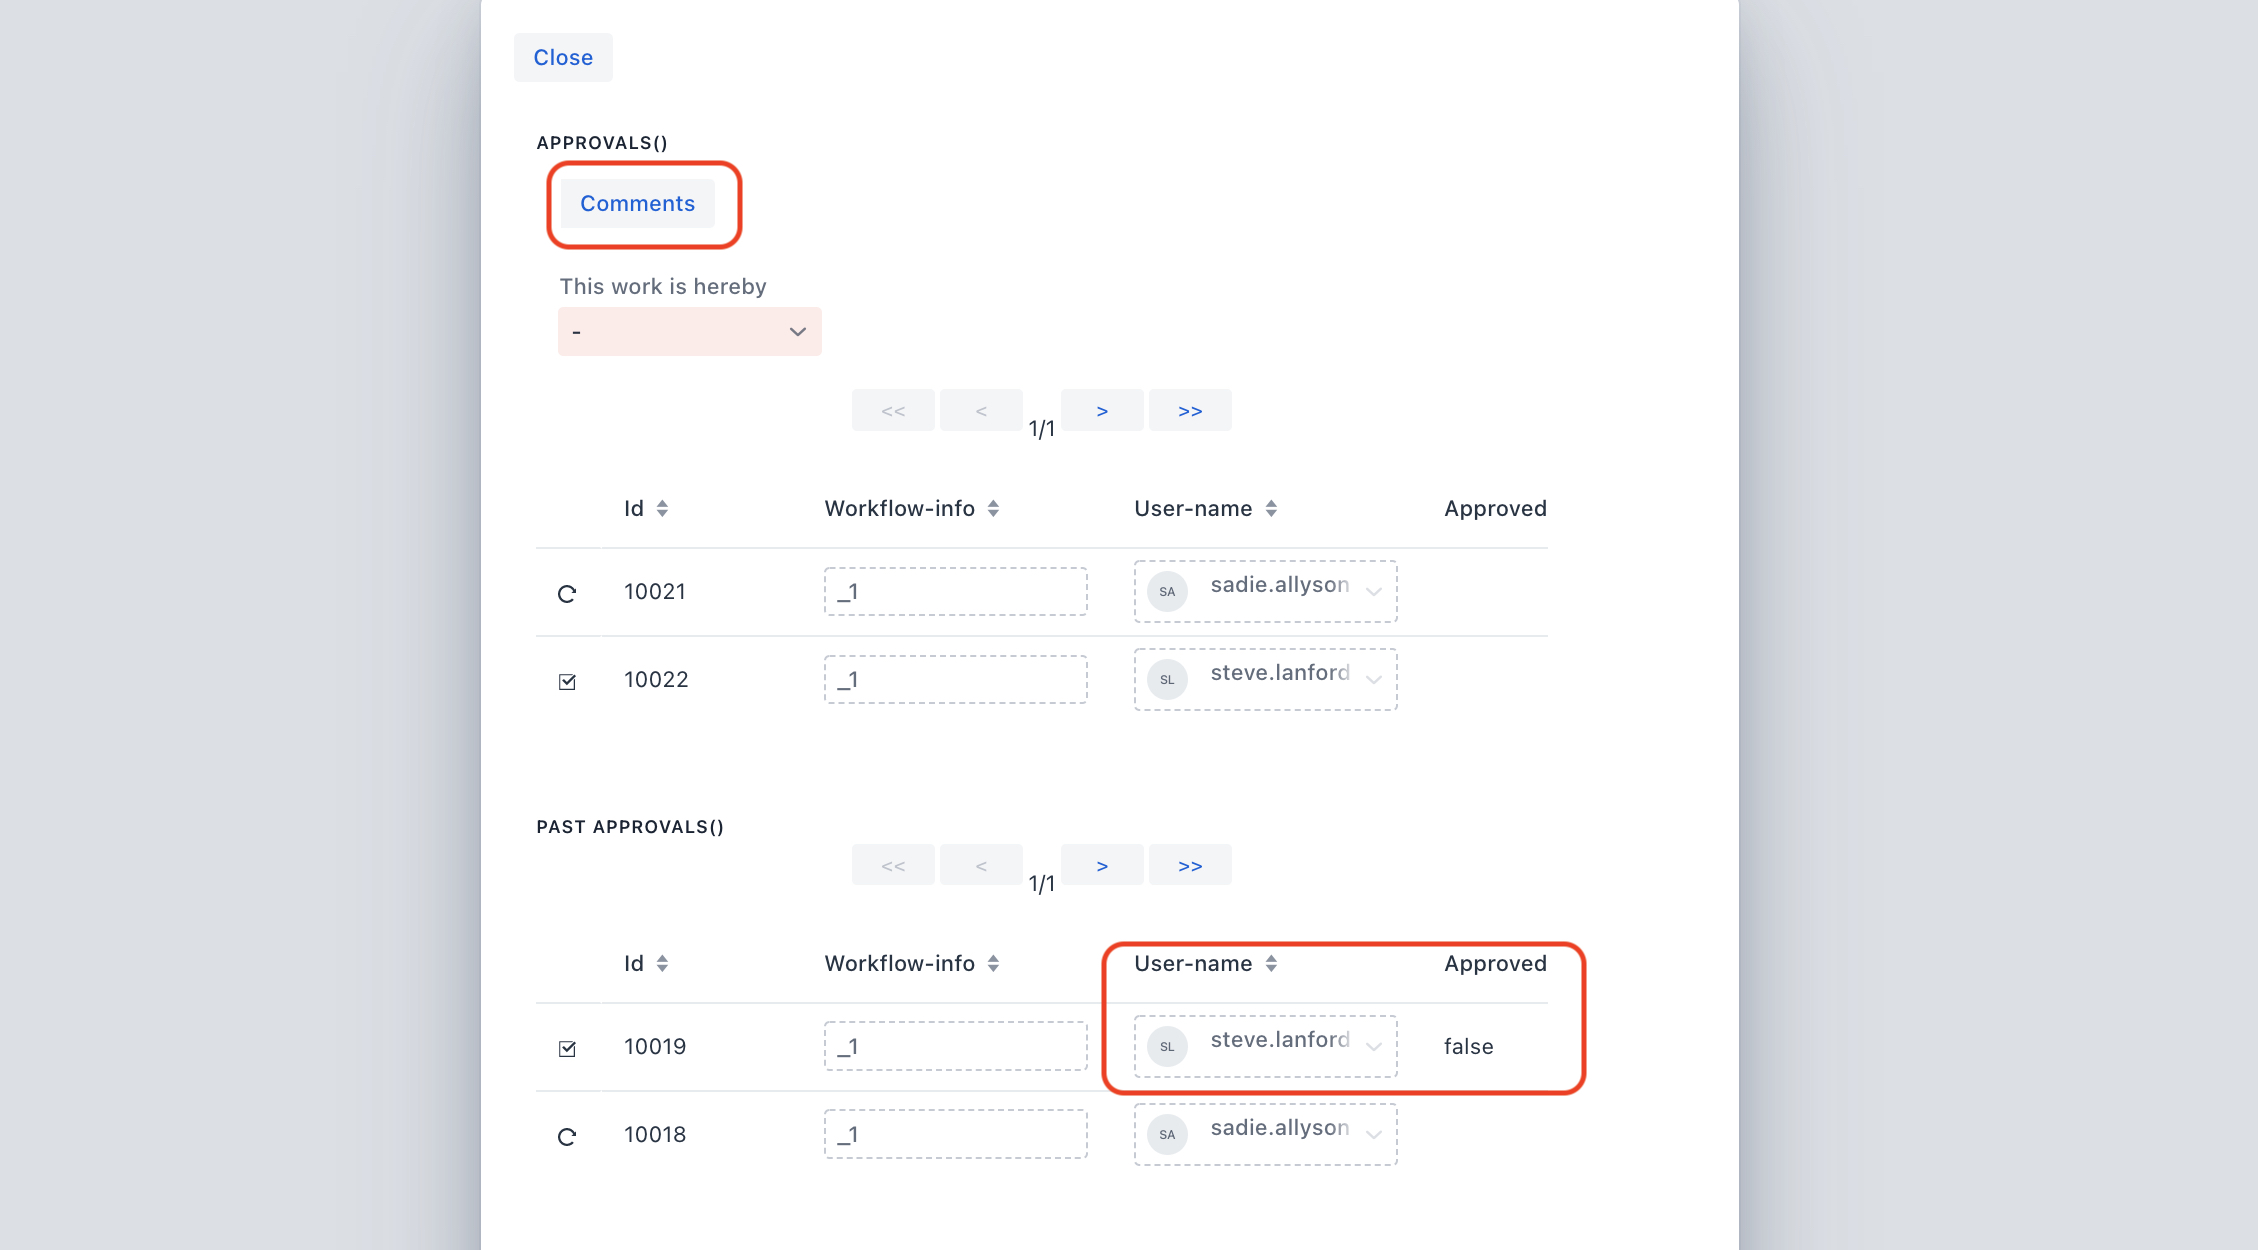 Close
APPROVALS()
Comments
This work is hereby
-
<< < 1/1 > >>
Id Workflow-info User-name Approved
10021 _1 SA sadie.allyson
10022 _1 SL steve.lanford
PAST APPROVALS()
<< < 1/1 > >>
Id Workflow-info User-name Approved
10019 _1 SL steve.lanford false
10018 _1 SA sadie.allyson